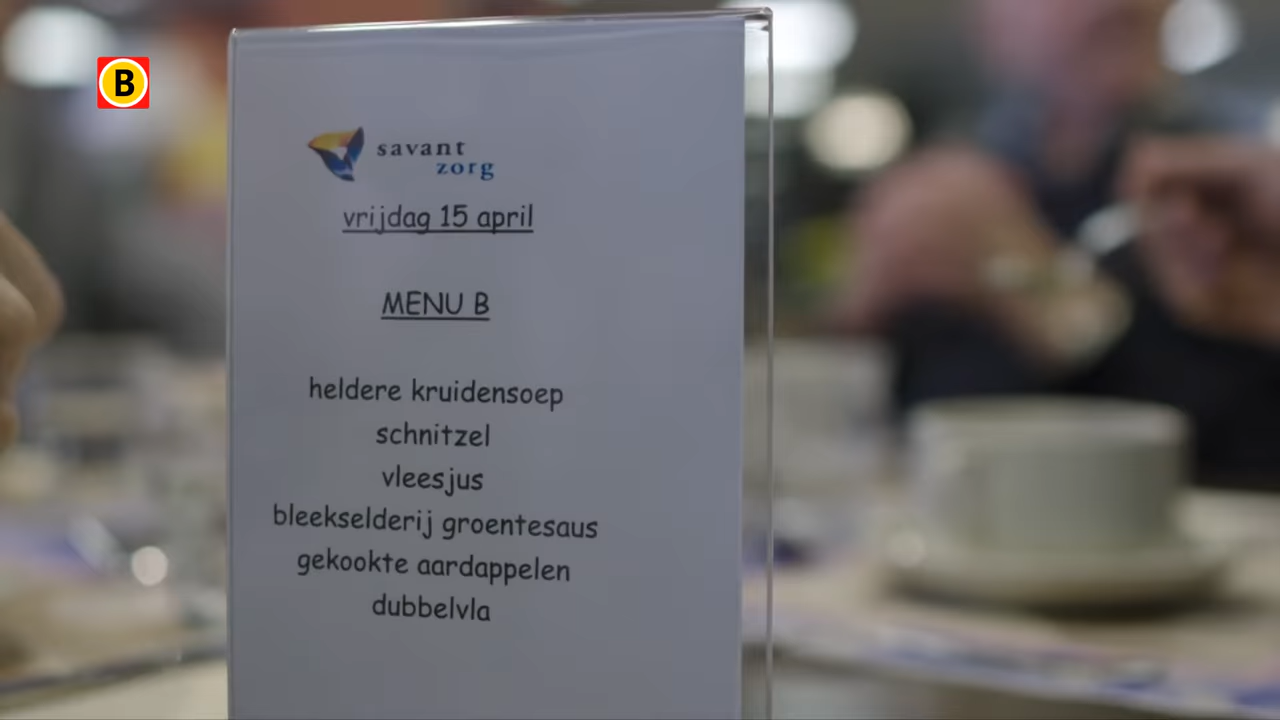 B
savant
zorg
vrijdag 15 april
MENU B
heldere kruidensoep
schnitzel
vleesjus
bleekselderij groentesaus
gekookte aardappelen
dubbelvla